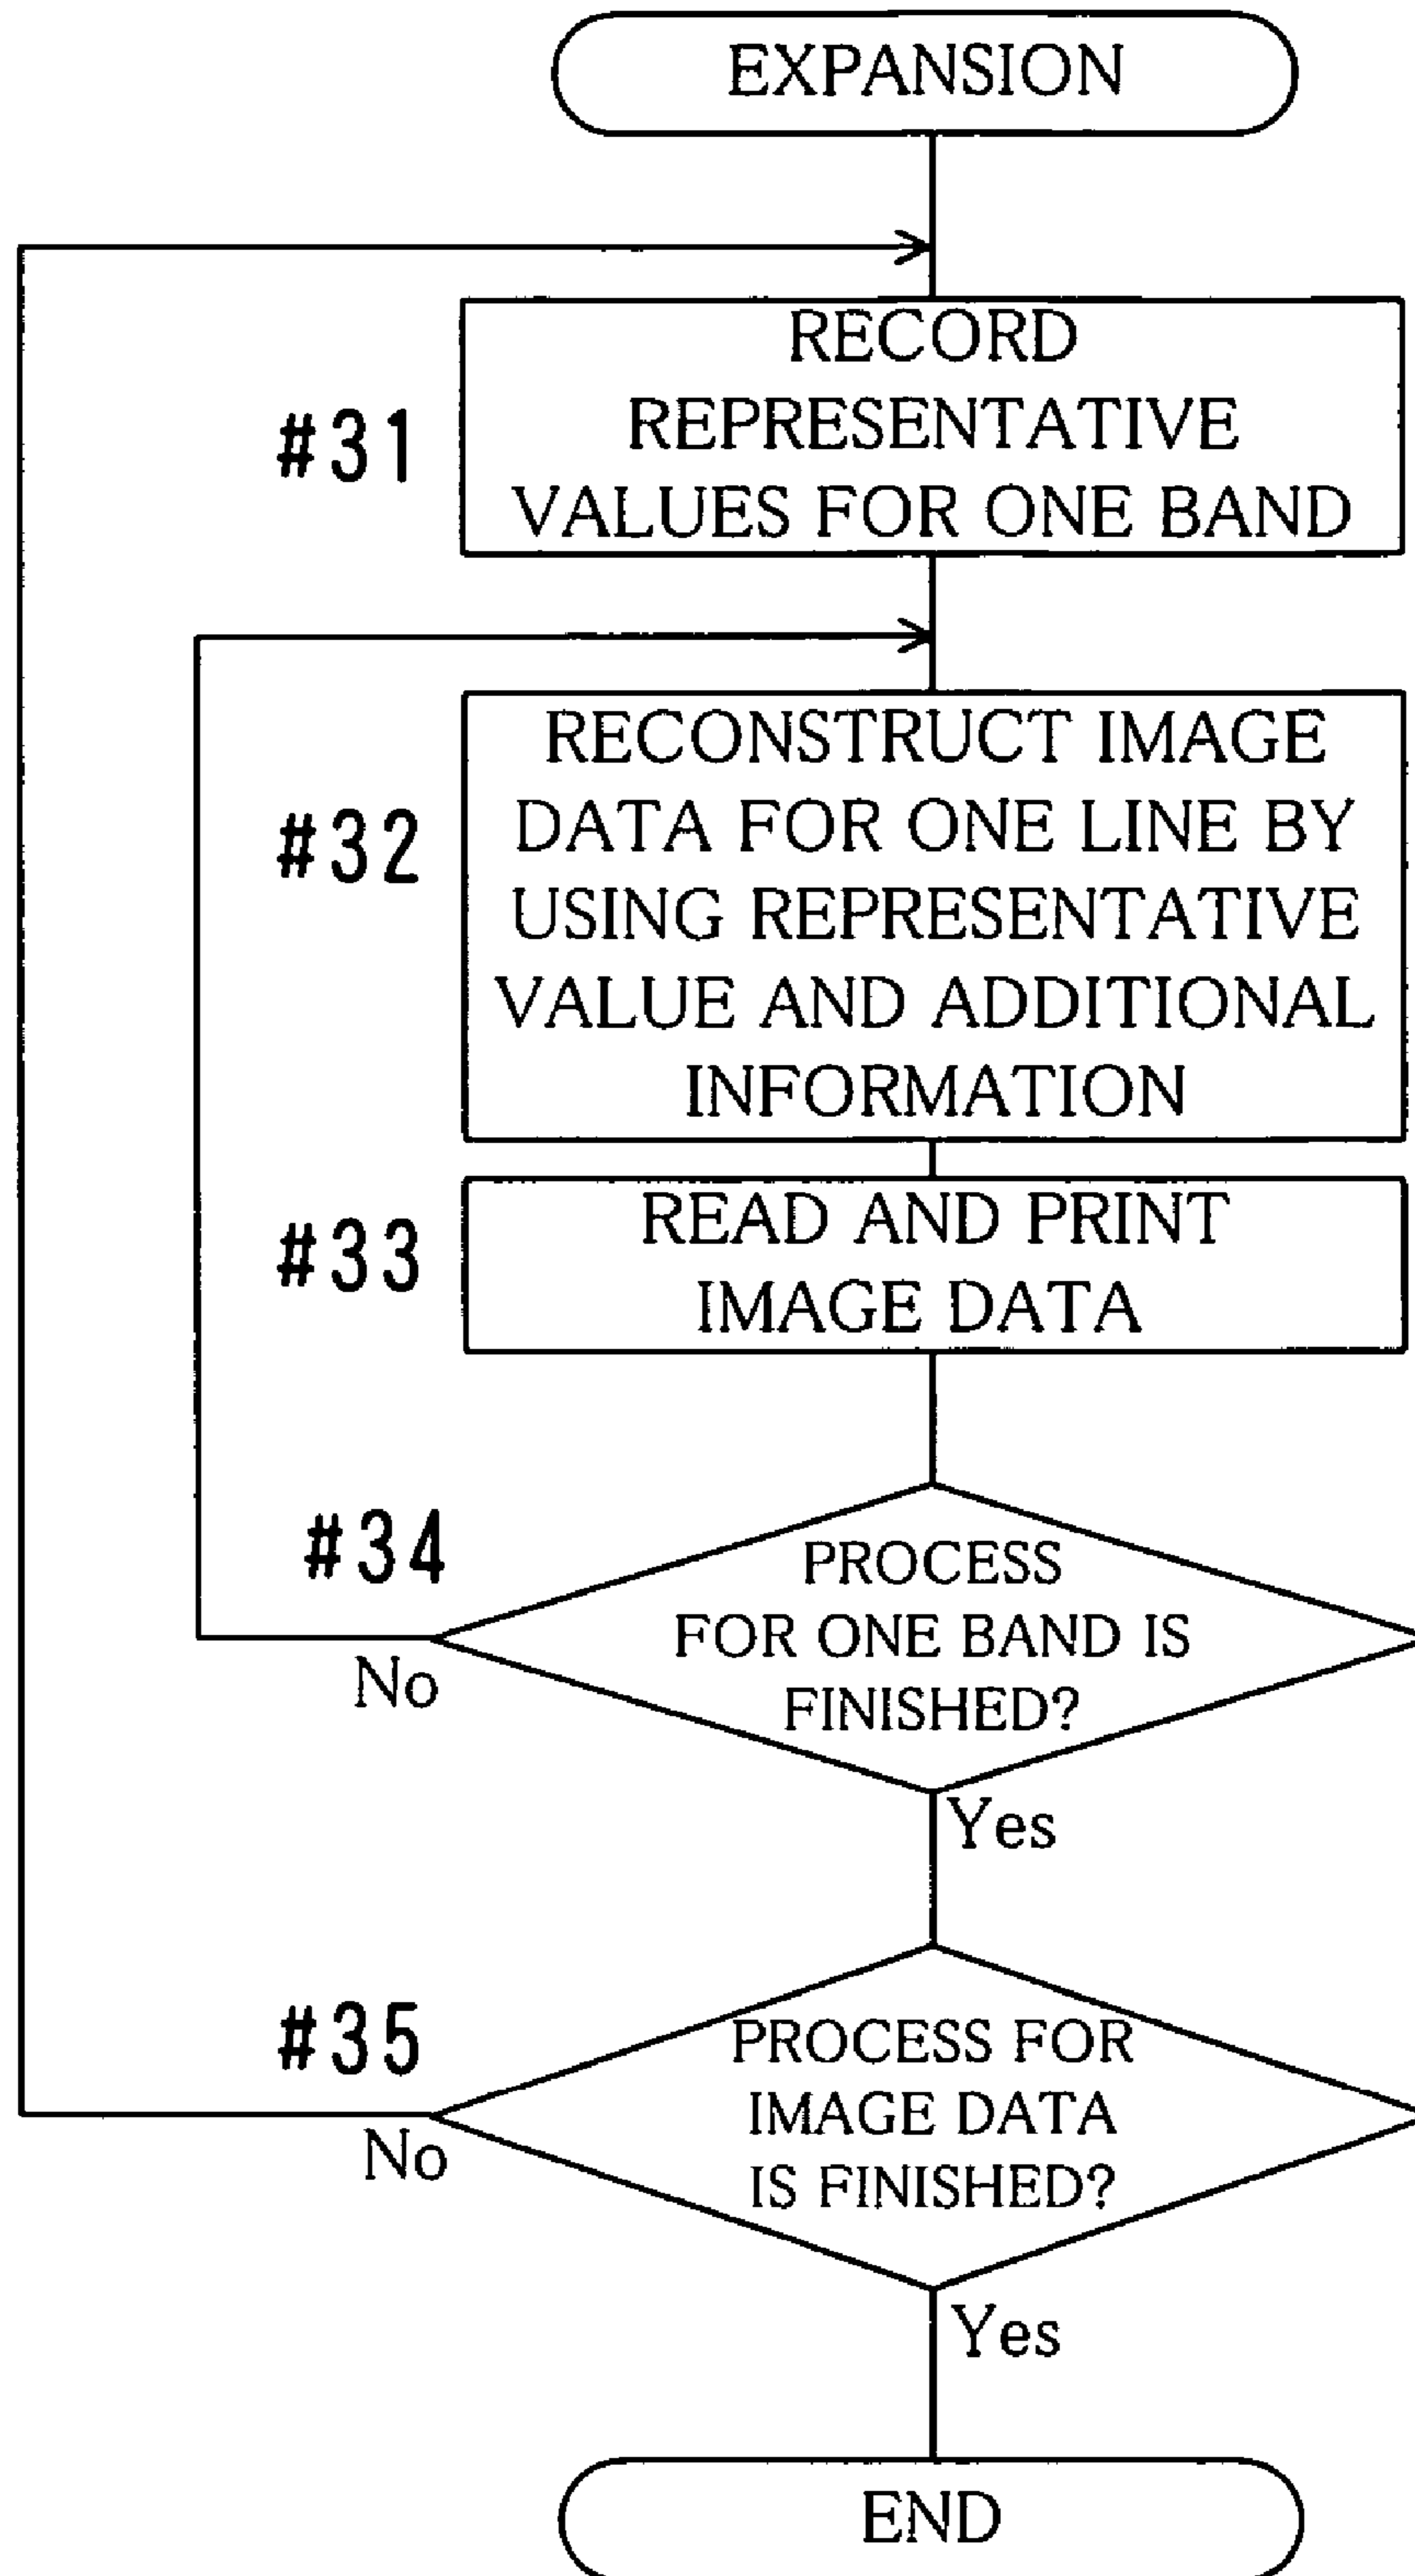 EXPANSION
#31
RECORD
REPRESENTATIVE
VALUES FOR ONE BAND
#32
RECONSTRUCT IMAGE
DATA FOR ONE LINE BY
USING REPRESENTATIVE
VALUE AND ADDITIONAL
INFORMATION
#33
READ AND PRINT
IMAGE DATA
#34
PROCESS
FOR ONE BAND IS
FINISHED?
No
Yes
#35
PROCESS FOR
IMAGE DATA
IS FINISHED?
No
Yes
END